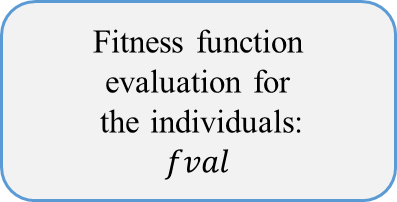 Fitness function
evaluation for
the individuals:
fval